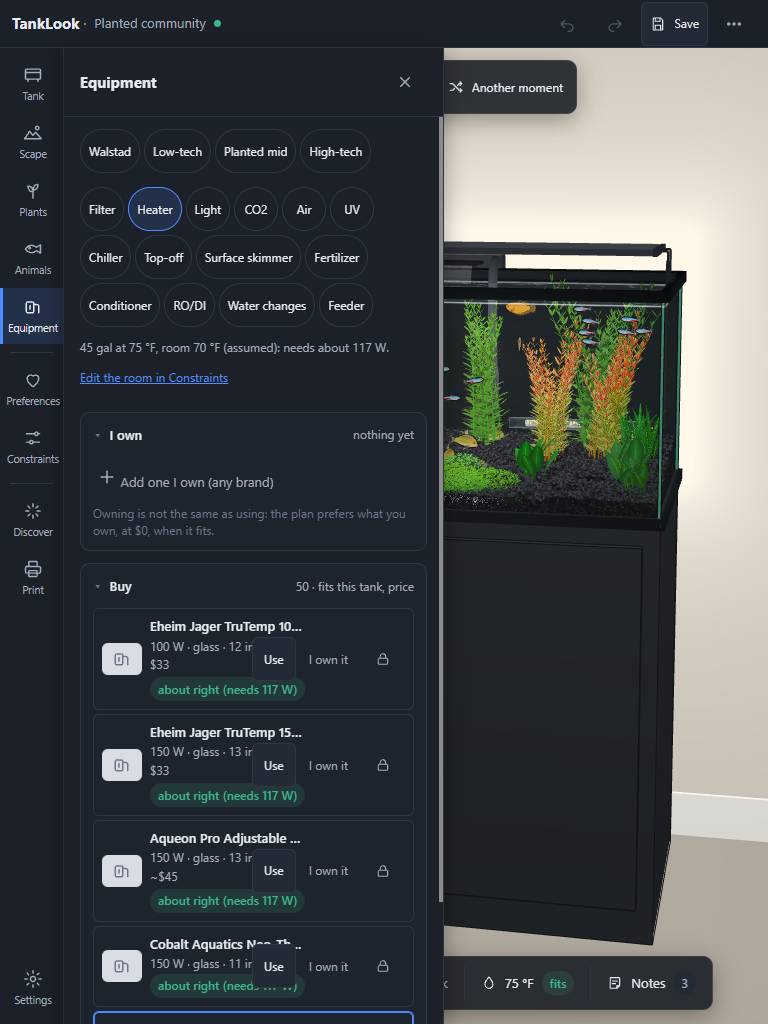 TankLook · Planted community
Save
Tank
Scape
Plants
Animals
Equipment
Preferences
Constraints
Discover
Print
Settings
Equipment
Another moment
Walstad Low-tech Planted mid High-tech
Filter Heater Light CO2 Air UV
Chiller Top-off Surface skimmer Fertilizer
Conditioner RO/DI Water changes Feeder
45 gal at 75 °F, room 70 °F (assumed): needs about 117 W.
Edit the room in Constraints
I own nothing yet
Add one I own (any brand)
Owning is not the same as using: the plan prefers what you
own, at $0, when it fits.
Buy 50 · fits this tank, price
Eheim Jager TruTemp 10...
100 W · glass · 12 in
$33
Use I own it
about right (needs 117 W)
Eheim Jager TruTemp 15...
150 W · glass · 13 in
$33
Use I own it
about right (needs 117 W)
Aqueon Pro Adjustable ...
150 W · glass · 13 in
~$45
Use I own it
about right (needs 117 W)
Cobalt Aquatics
150 W · glass · 11 in
Use I own it
about right
75 °F fits
Notes 3